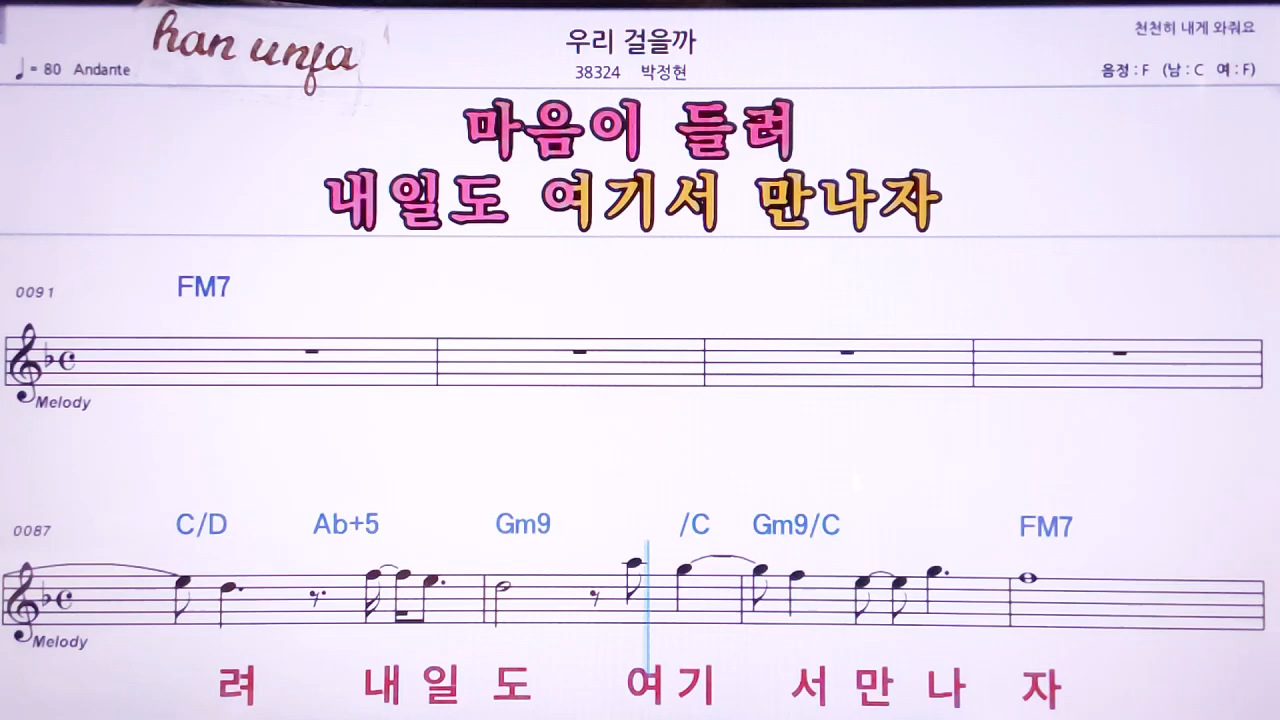 han unja
우리 걸을까
천천히 내게 와줘요
♩= 80 Andante
38324 박정현
음정 : F (남 : C 여 : F)
마음이 들려
내일도 여기서 만나자
0091 FM7
Melody
0087 C/D Ab+5 Gm9 /C Gm9/C FM7
Melody
려 내 일 도 여 기 서 만 나 자